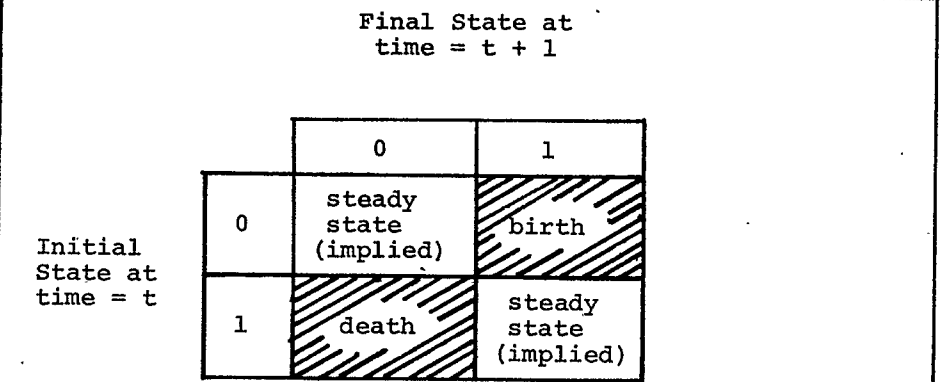 Final State at
time = t + 1
0 1
steady
state
(implied)
0
birth
Initial
State at
time = t
1
death
steady
state
(implied)